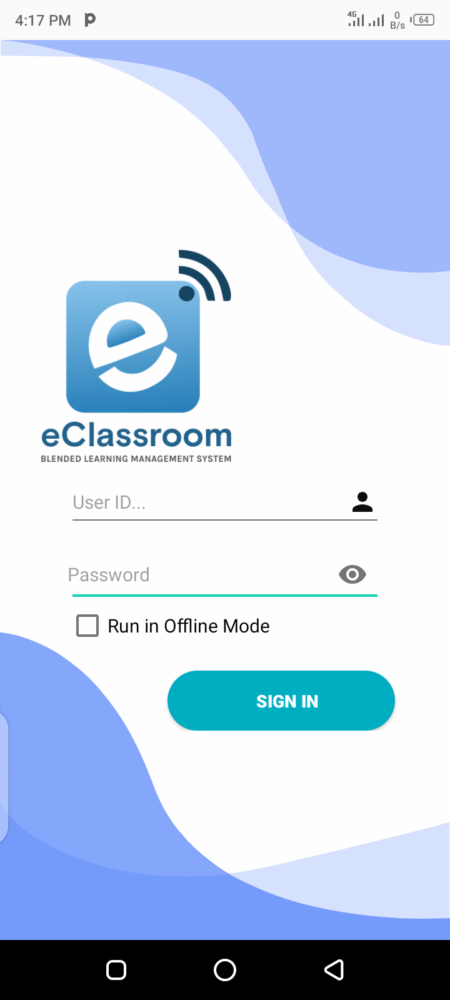 4:17 PM
4G
0
B/s
64
eClassroom
BLENDED LEARNING MANAGEMENT SYSTEM
User ID...
Password
Run in Offline Mode
SIGN IN